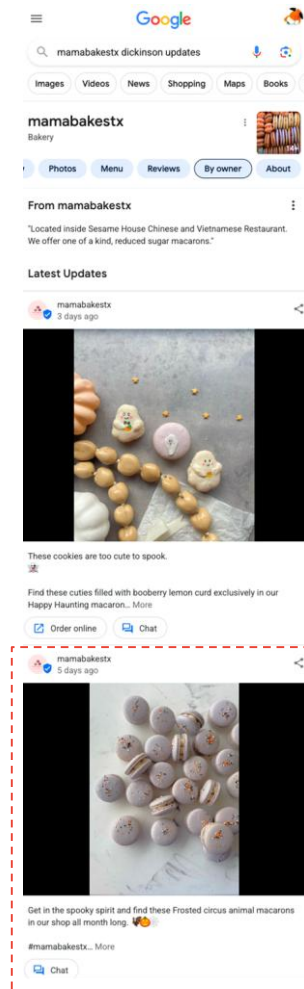 Google
mamabakestx dickinson updates
Images Videos News Shopping Maps Books
mamabakestx
Bakery
Photos Menu Reviews By owner About
From mamabakestx
"Located inside Sesame House Chinese and Vietnamese Restaurant.
We offer one of a kind, reduced sugar macarons."
Latest Updates
mamabakestx
3 days ago
These cookies are too cute to spook.
Find these cuties filled with booberry lemon curd exclusively in our
Happy Haunting macaron... More
Order online Chat
mamabakestx
5 days ago
Get in the spooky spirit and find these Frosted circus animal macarons
in our shop all month long.
#mamabakestx... More
Chat